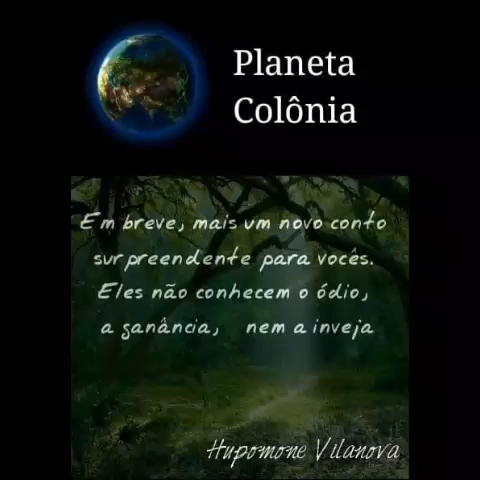 Planeta
Colônia
Em breve, mais um novo conto
surpreendente para vocês.
Eles não conhecem o ódio,
a ganância, nem a inveja
Hupomone Vilanova